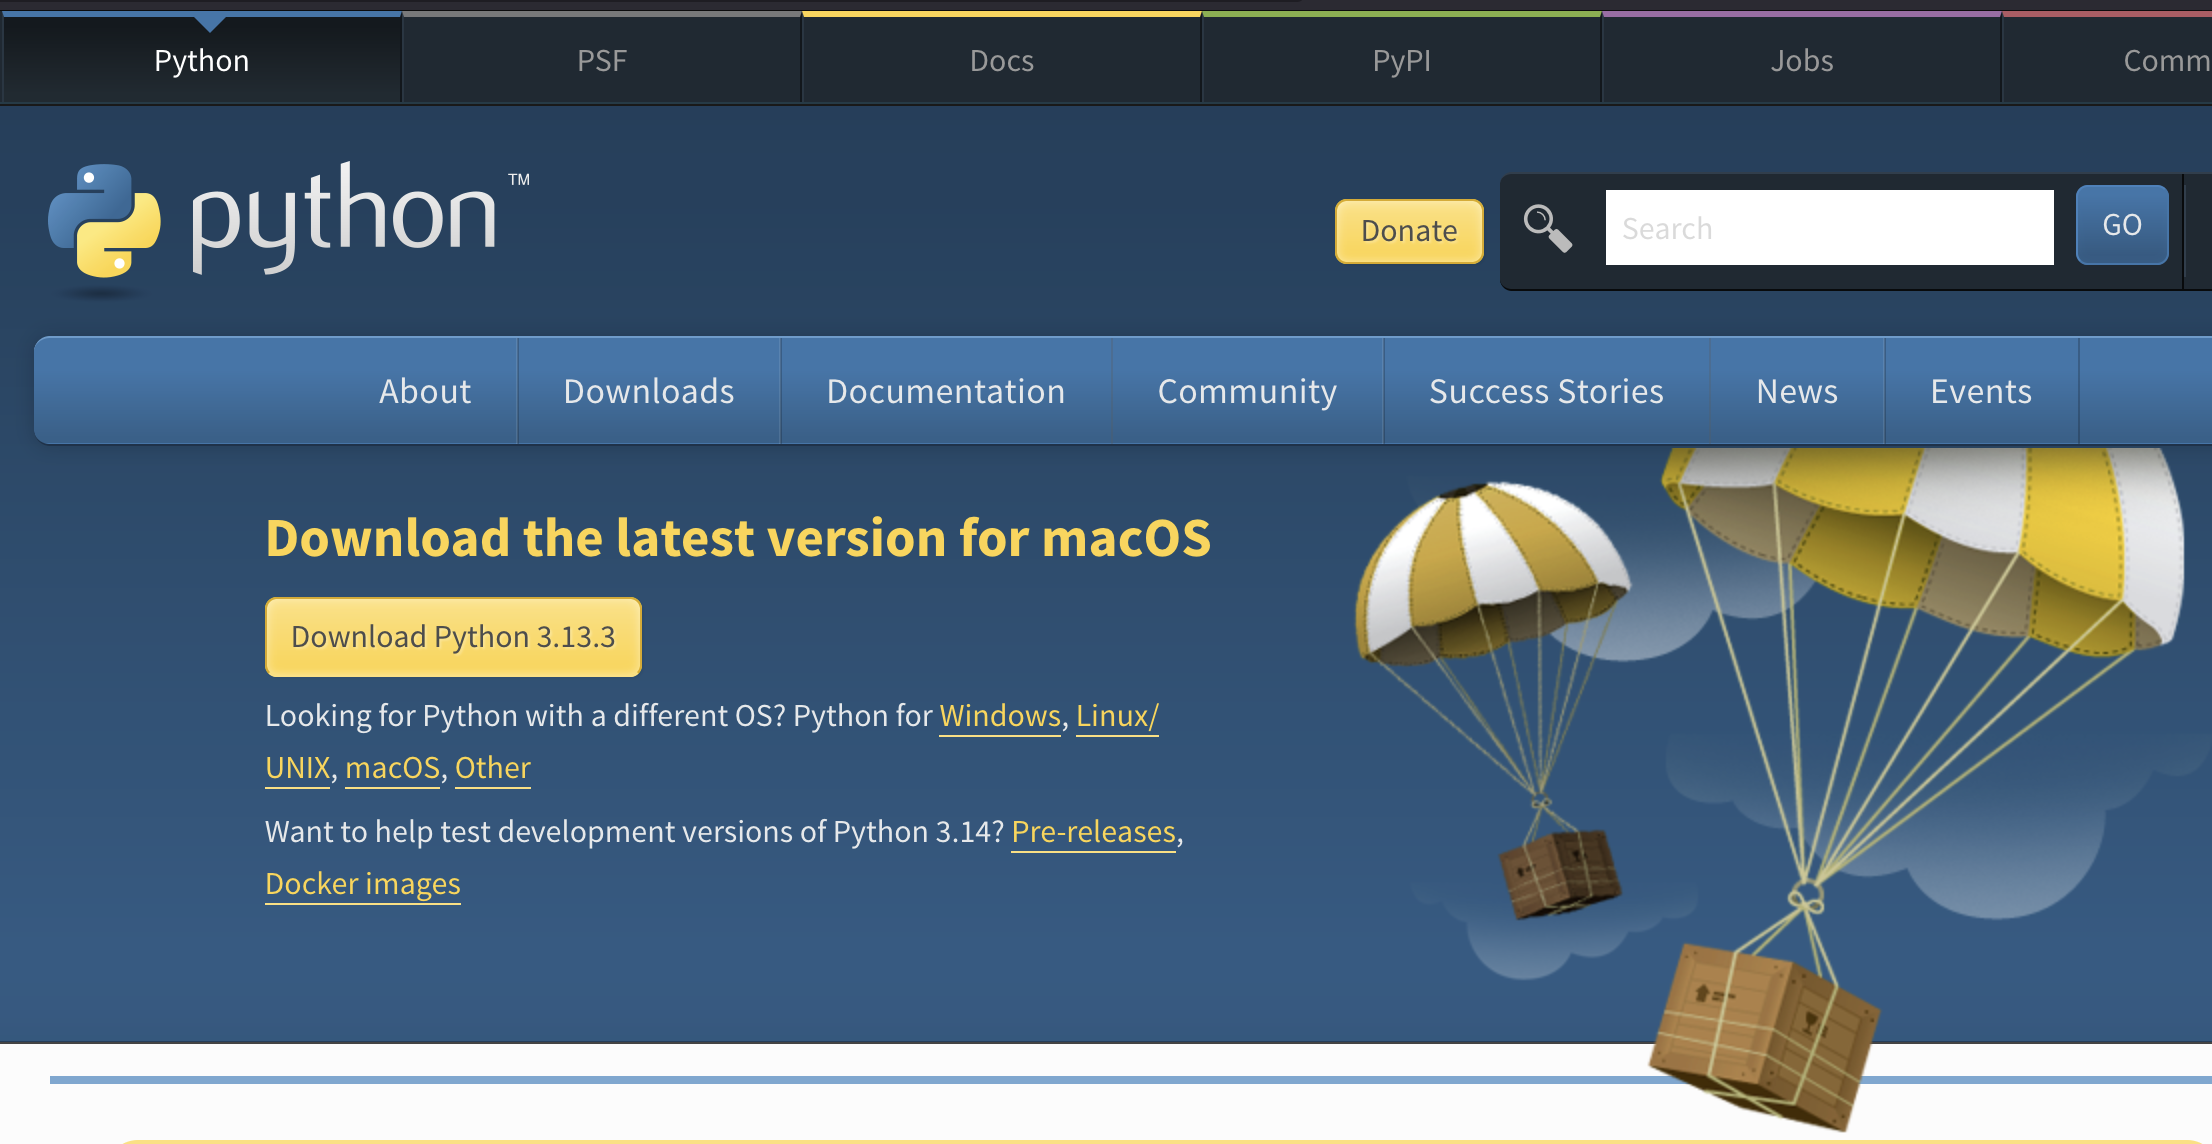 Python
PSF
Docs
PyPI
Jobs
Comm
python™
Donate
Search
GO
About
Downloads
Documentation
Community
Success Stories
News
Events
Download the latest version for macOS
Download Python 3.13.3
Looking for Python with a different OS? Python for Windows, Linux/
UNIX, macOS, Other
Want to help test development versions of Python 3.14? Pre-releases,
Docker images